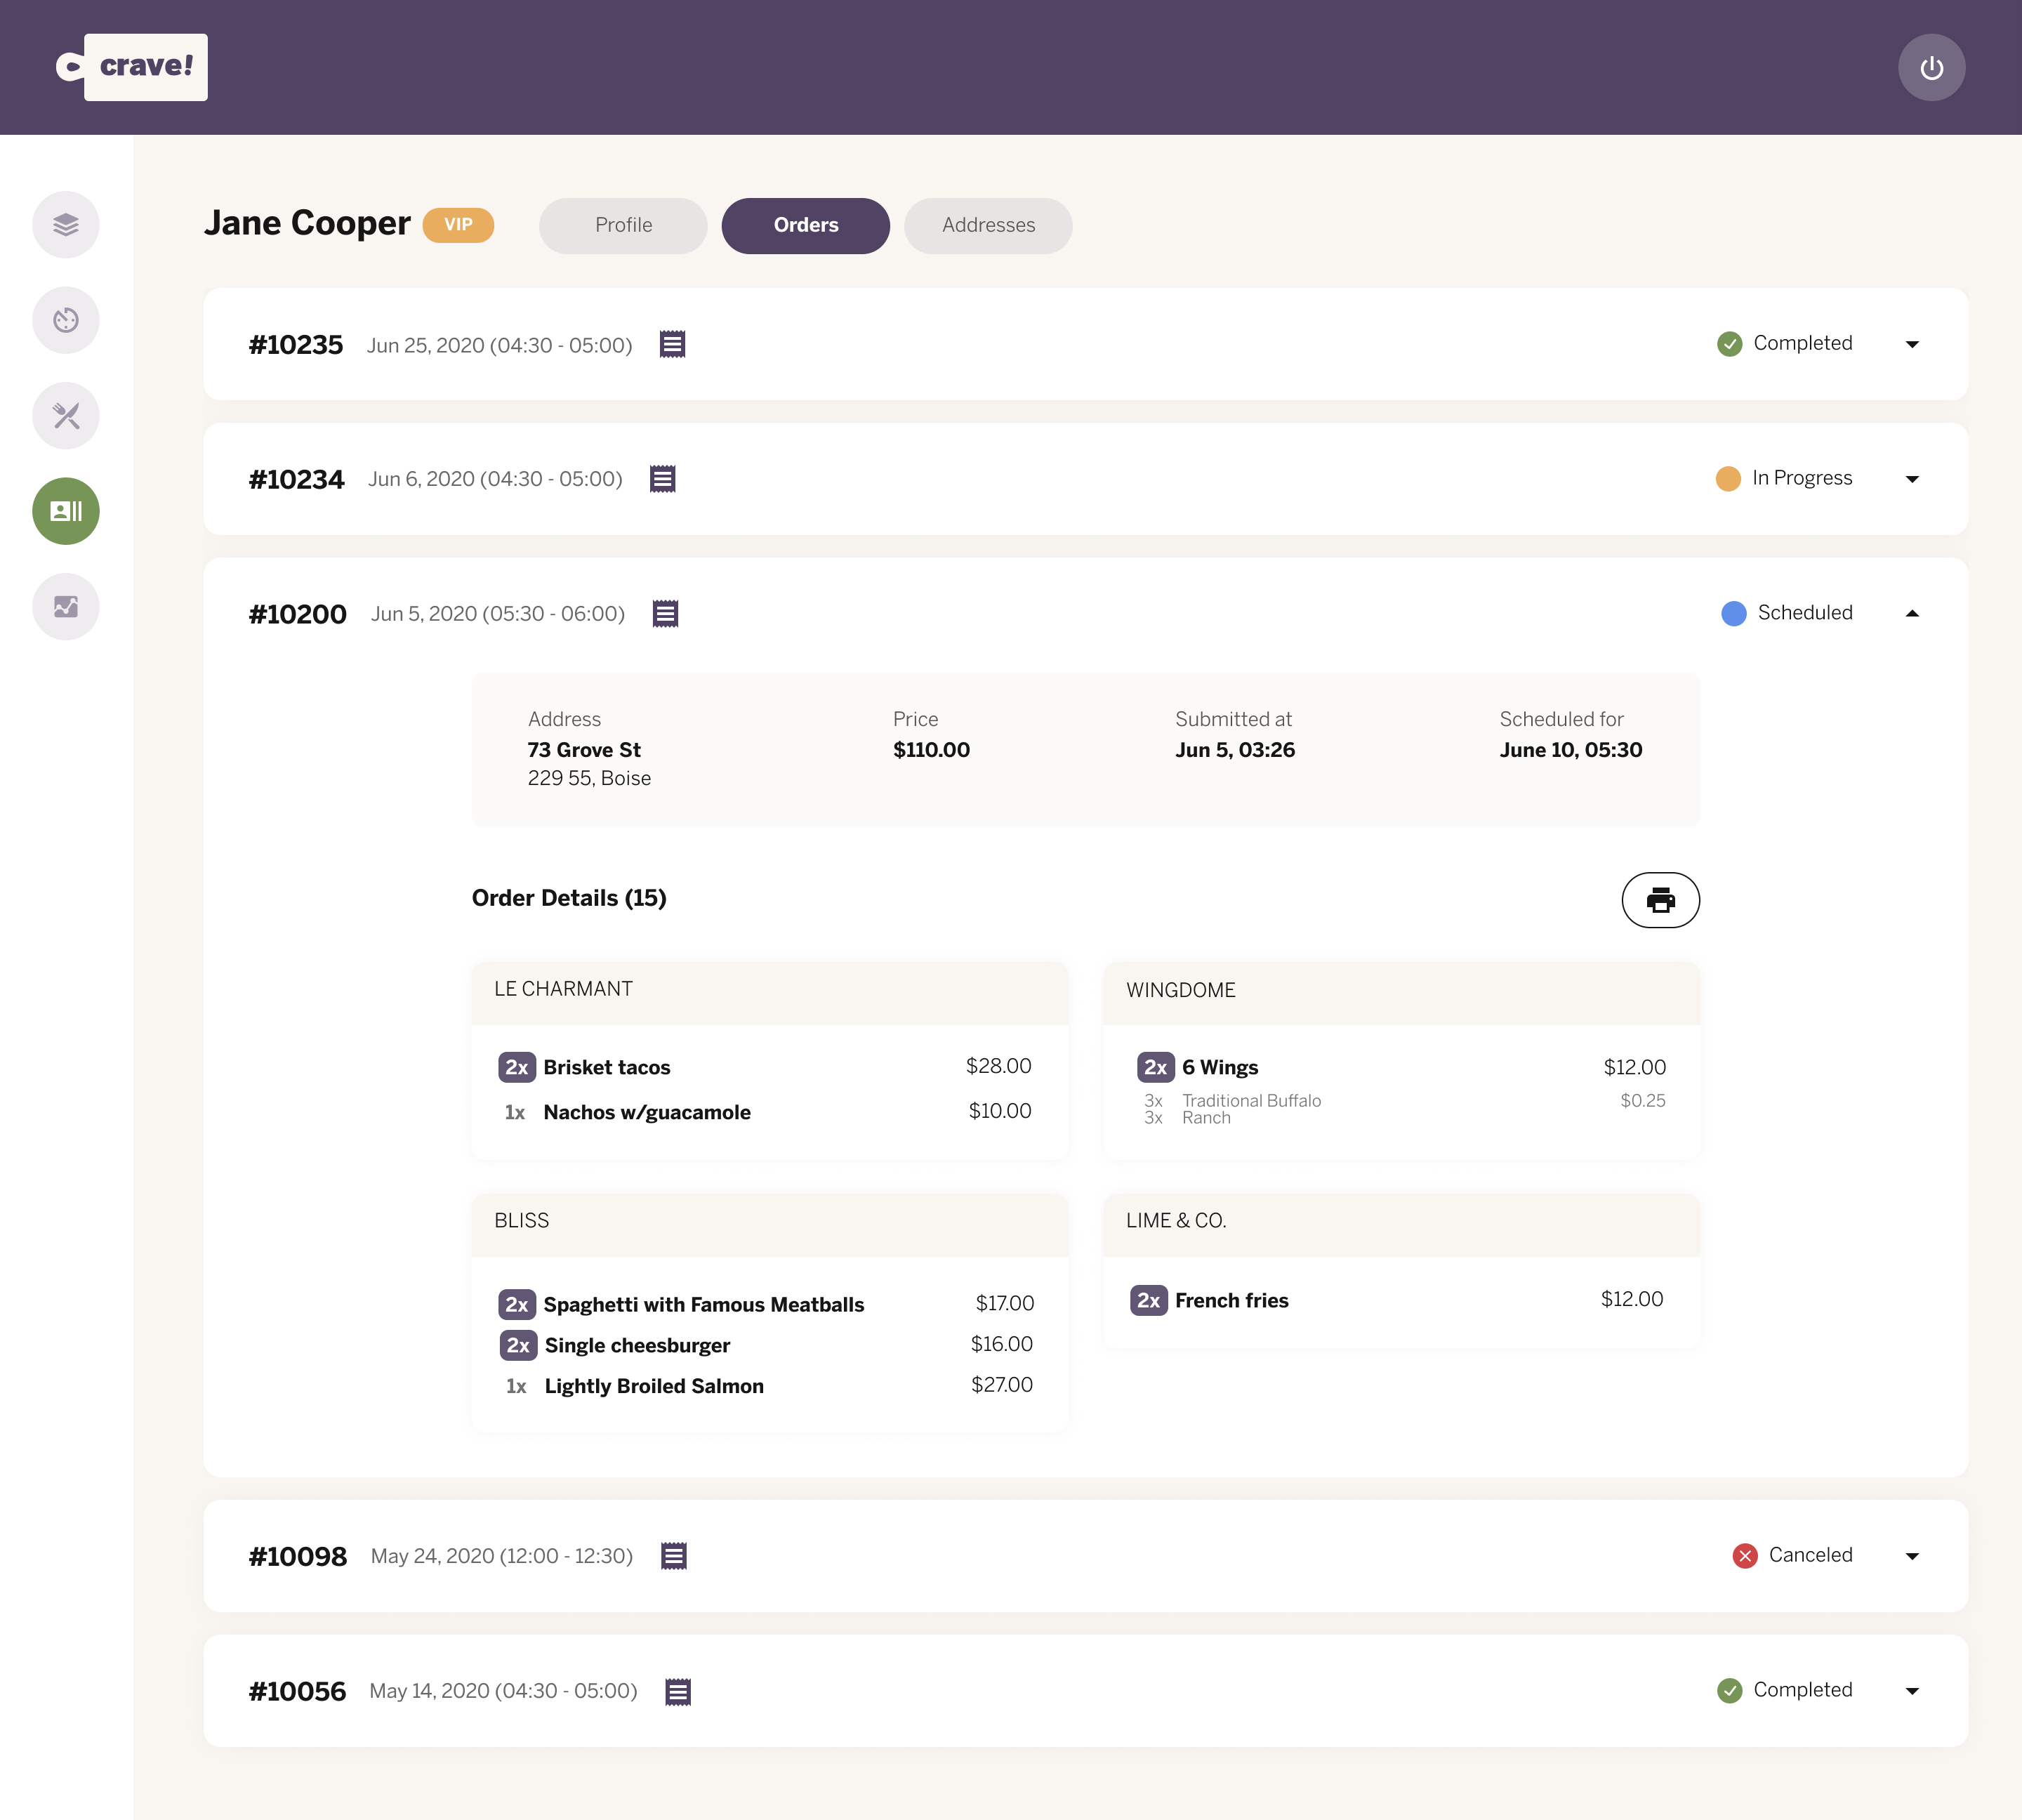 crave!
Jane Cooper VIP Profile Orders Addresses
#10235 Jun 25, 2020 (04:30 - 05:00) Completed
#10234 Jun 6, 2020 (04:30 - 05:00) In Progress
#10200 Jun 5, 2020 (05:30 - 06:00) Scheduled
Address
73 Grove St
229 55, Boise
Price
$110.00
Submitted at
Jun 5, 03:26
Scheduled for
June 10, 05:30
Order Details (15)
LE CHARMANT
2x Brisket tacos $28.00
1x Nachos w/guacamole $10.00
WINGDOME
2x 6 Wings $12.00
3x Traditional Buffalo $0.25
3x Ranch
BLISS
2x Spaghetti with Famous Meatballs $17.00
2x Single cheesburger $16.00
1x Lightly Broiled Salmon $27.00
LIME & CO.
2x French fries $12.00
#10098 May 24, 2020 (12:00 - 12:30) Canceled
#10056 May 14, 2020 (04:30 - 05:00) Completed